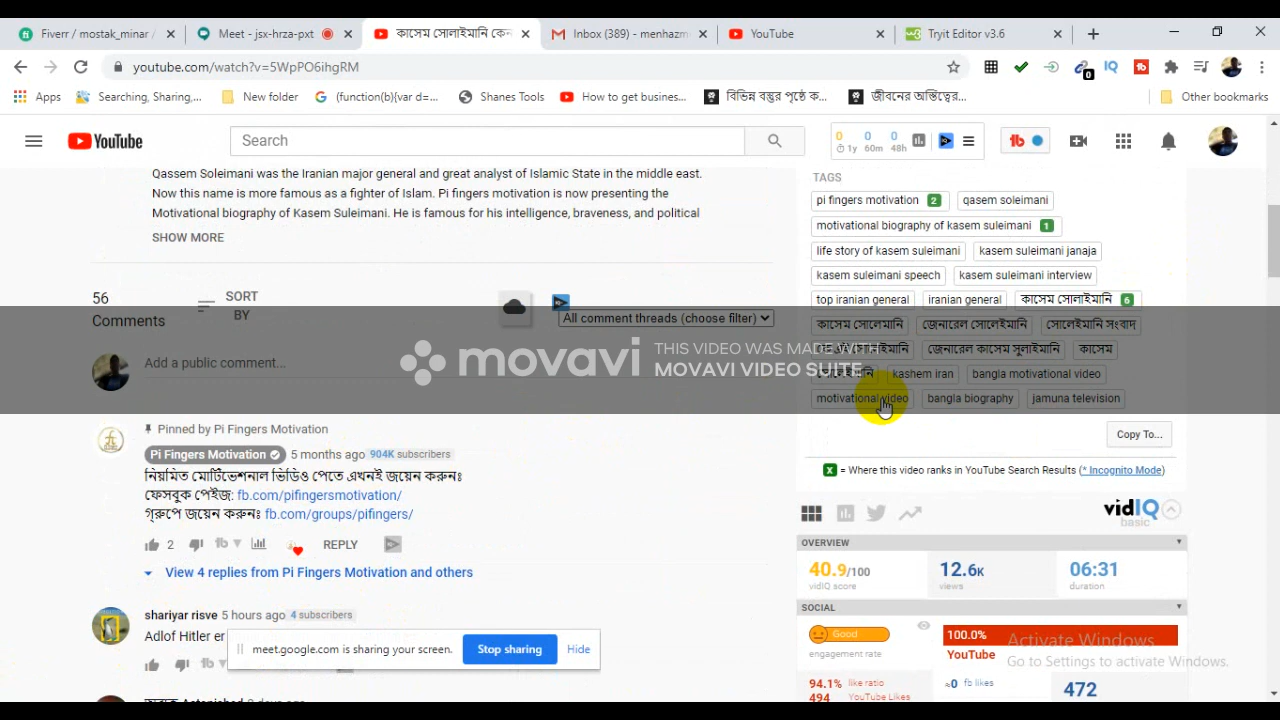 Fiverr / mostak_minar /
Meet - jsx-hrza-pxt
কাসেম সোলাইমানি কেন
Inbox (389) - menhazm
YouTube
Tryit Editor v3.6
youtube.com/watch?v=5WpPO6ihgRM
0
Apps
Searching, Sharing,...
New folder
(function(b){var d=...
Shanes Tools
How to get busines...
বিভিন্ন বস্তুর পৃষ্ঠে ক...
জীবনের অস্তিত্বের...
Other bookmarks
YouTube
Search
0 0 0
1y 60m 48h
Qassem Soleimani was the Iranian major general and great analyst of Islamic State in the middle east.
Now this name is more famous as a fighter of Islam. Pi fingers motivation is now presenting the
Motivational biography of Kasem Suleimani. He is famous for his intelligence, braveness, and political
SHOW MORE
56
Comments
SORT
BY
All comment threads (choose filter)
Add a public comment...
Pinned by Pi Fingers Motivation
Pi Fingers Motivation 5 months ago 904K subscribers
নিয়মিত মোটিভেশনাল ভিডিও পেতে এখনই জয়েন করুনঃ
ফেসবুক পেইজ: fb.com/pifingersmotivation/
গ্রুপে জয়েন করুনঃ fb.com/groups/pifingers/
2
REPLY
View 4 replies from Pi Fingers Motivation and others
shariyar risve 5 hours ago 4 subscribers
Adlof Hitler er
meet.google.com is sharing your screen.
Stop sharing
Hide
TAGS
pi fingers motivation 2 qasem soleimani
motivational biography of kasem suleimani 1
life story of kasem suleimani kasem suleimani janaja
kasem suleimani speech kasem suleimani interview
top iranian general iranian general কাসেম সোলাইমানি 6
কাসেম সোলেমানি জেনারেল সোলেইমানি সোলেইমানি সংবাদ
জেনারেল কাসেম সুলাইমানি কাসেম
kashem iran bangla motivational video
motivational video bangla biography jamuna television
movavi
THIS VIDEO WAS MADE WITH
MOVAVI VIDEO SUITE
Copy To...
X = Where this video ranks in YouTube Search Results (* Incognito Mode)
vidIQ
basic
OVERVIEW
40.9/100
vidIQ score
12.6K
views
06:31
duration
SOCIAL
Good
engagement rate
100.0%
YouTube
94.1% like ratio
494 YouTube Likes
≈0 fb likes
472
Activate Windows
Go to Settings to activate Windows.